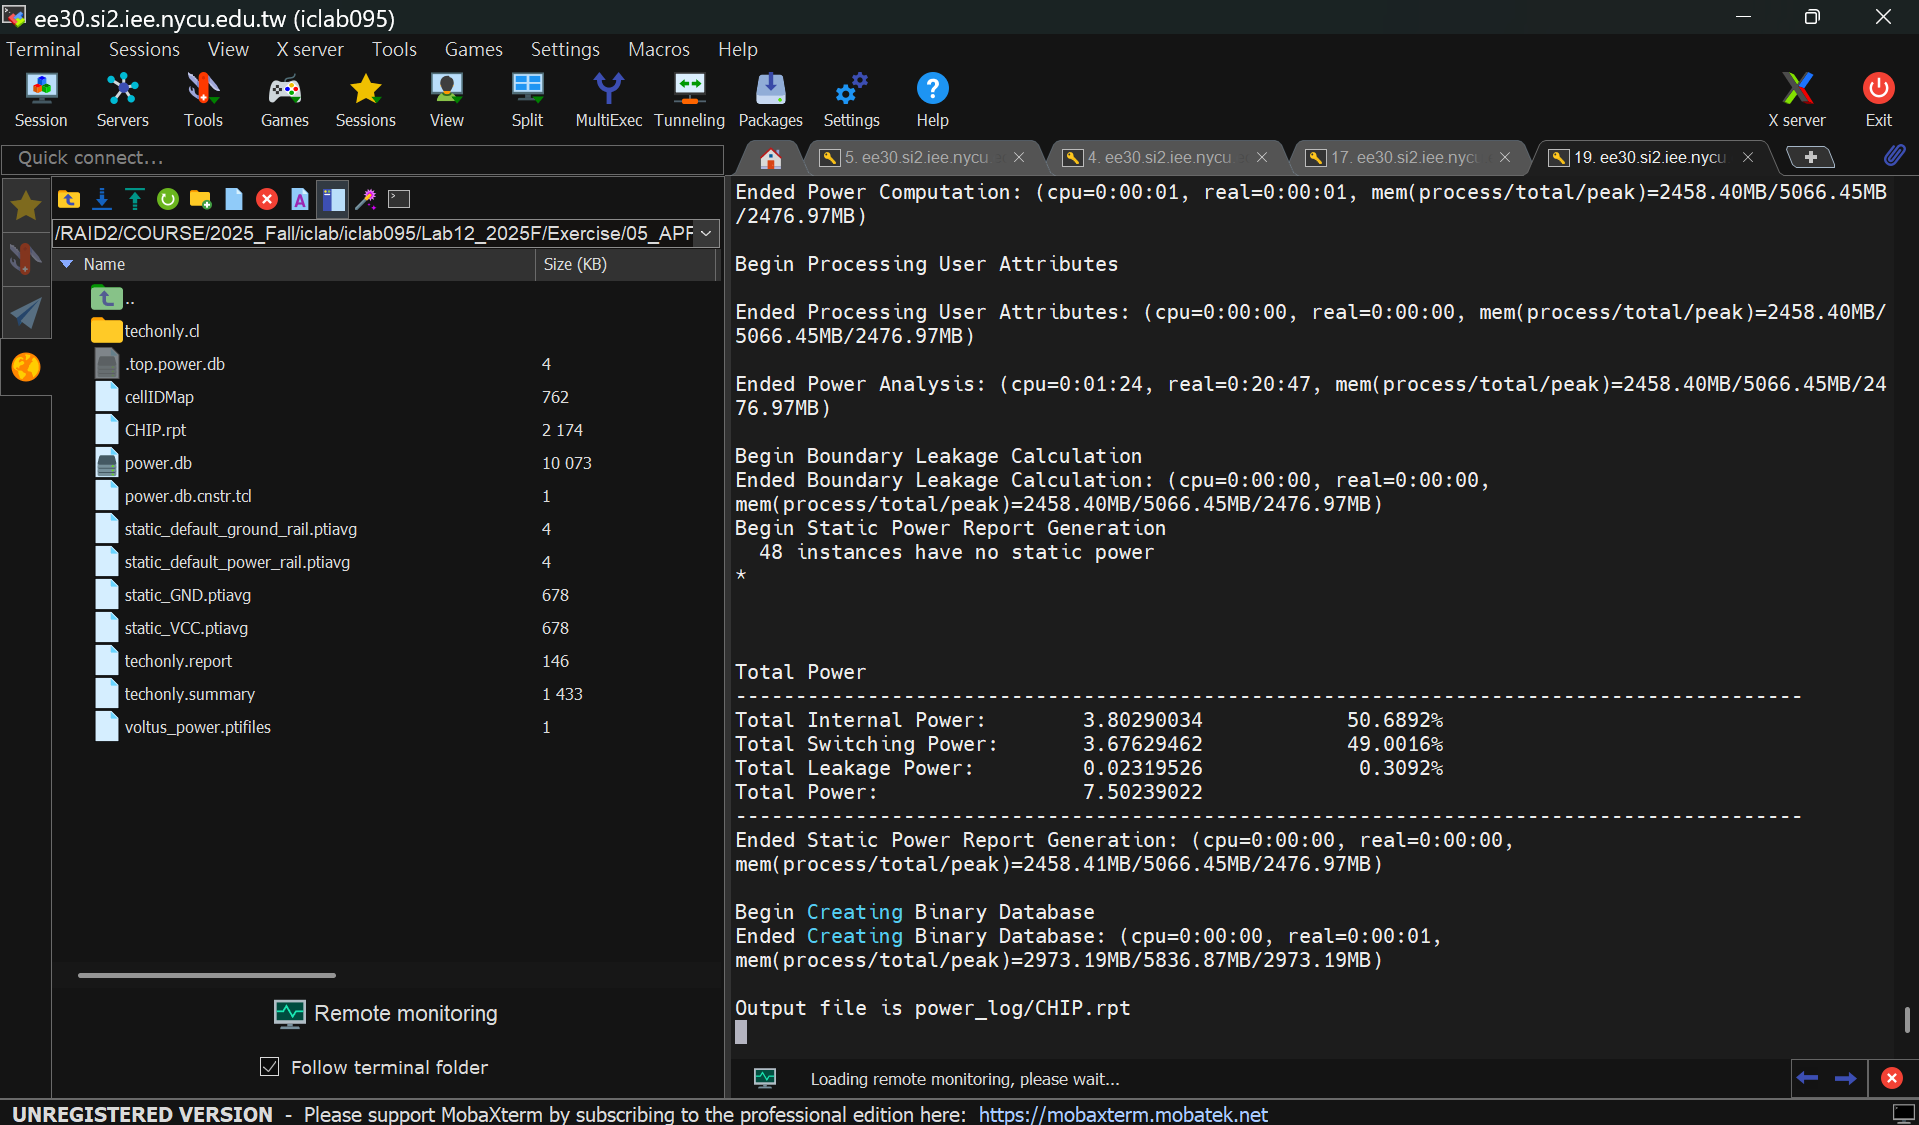 ee30.si2.iee.nycu.edu.tw (iclab095)
Terminal Sessions View X server Tools Games Settings Macros Help
Session Servers Tools Games Sessions View Split MultiExec Tunneling Packages Settings Help X server Exit
Quick connect...
5. ee30.si2.iee.nycu
4. ee30.si2.iee.nycu
17. ee30.si2.iee.nyc
19. ee30.si2.iee.nycu
/RAID2/COURSE/2025_Fall/iclab/iclab095/Lab12_2025F/Exercise/05_APR
Name Size (KB)
..
techonly.cl
.top.power.db 4
cellIDMap 762
CHIP.rpt 2 174
power.db 10 073
power.db.cnstr.tcl 1
static_default_ground_rail.ptiavg 4
static_default_power_rail.ptiavg 4
static_GND.ptiavg 678
static_VCC.ptiavg 678
techonly.report 146
techonly.summary 1 433
voltus_power.ptifiles 1
Remote monitoring
Follow terminal folder
Ended Power Computation: (cpu=0:00:01, real=0:00:01, mem(process/total/peak)=2458.40MB/5066.45MB
/2476.97MB)
Begin Processing User Attributes
Ended Processing User Attributes: (cpu=0:00:00, real=0:00:00, mem(process/total/peak)=2458.40MB/
5066.45MB/2476.97MB)
Ended Power Analysis: (cpu=0:01:24, real=0:20:47, mem(process/total/peak)=2458.40MB/5066.45MB/24
76.97MB)
Begin Boundary Leakage Calculation
Ended Boundary Leakage Calculation: (cpu=0:00:00, real=0:00:00,
mem(process/total/peak)=2458.40MB/5066.45MB/2476.97MB)
Begin Static Power Report Generation
48 instances have no static power
*
Total Power
-----------------------------------------------------------------------------------------
Total Internal Power: 3.80290034 50.6892%
Total Switching Power: 3.67629462 49.0016%
Total Leakage Power: 0.02319526 0.3092%
Total Power: 7.50239022
-----------------------------------------------------------------------------------------
Ended Static Power Report Generation: (cpu=0:00:00, real=0:00:00,
mem(process/total/peak)=2458.41MB/5066.45MB/2476.97MB)
Begin Creating Binary Database
Ended Creating Binary Database: (cpu=0:00:00, real=0:00:01,
mem(process/total/peak)=2973.19MB/5836.87MB/2973.19MB)
Output file is power_log/CHIP.rpt
Loading remote monitoring, please wait...
UNREGISTERED VERSION - Please support MobaXterm by subscribing to the professional edition here: https://mobaxterm.mobatek.net